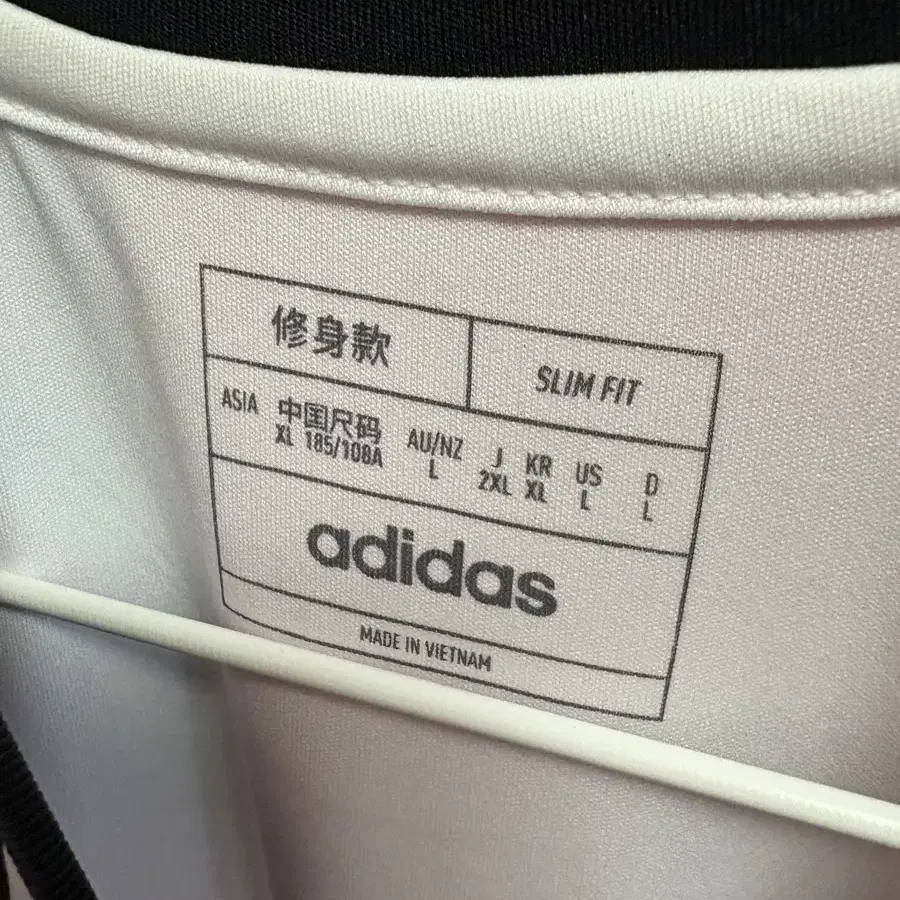 修身款 SLIM FIT
ASIA 中国尺码 AU/NZ J KR US D
XL 185/108A L 2XL XL L L
adidas
MADE IN VIETNAM